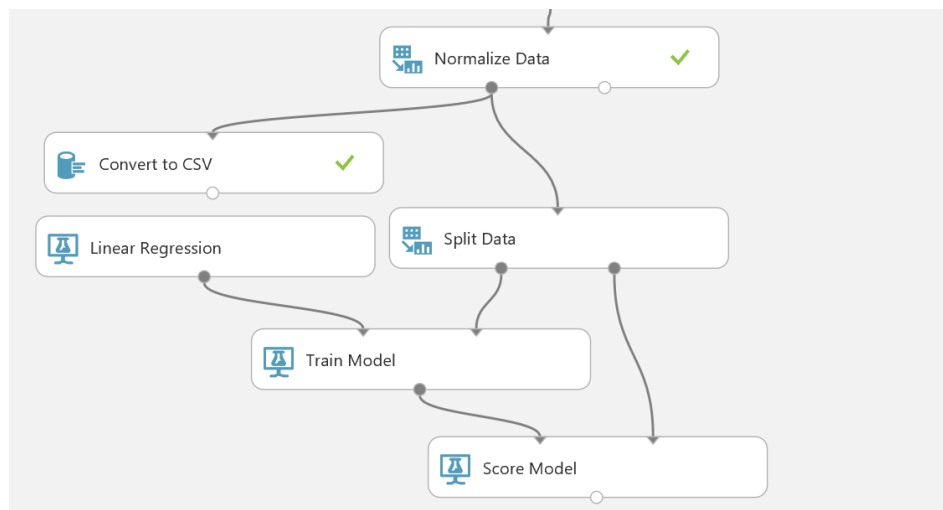 Normalize Data
Convert to CSV
Split Data
Linear Regression
Train Model
Score Model